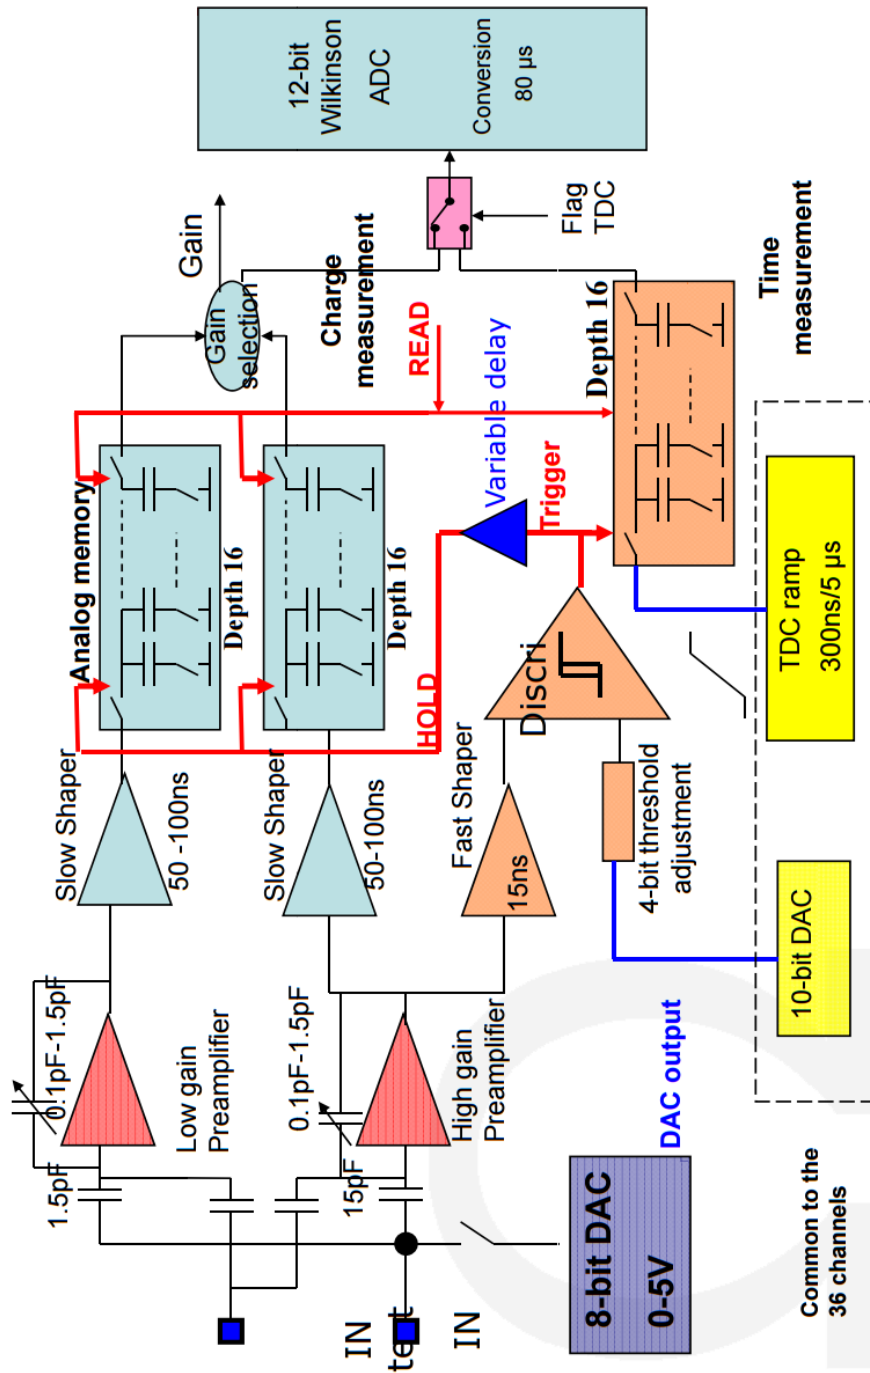 0.1pF-1.5pF
1.5pF
Slow Shaper
50 -100ns
Analog memory
Depth 16
Low gain
Preamplifier
Gain
Gain
selection
12-bit
Wilkinson
ADC
Conversion
80 µs
0.1pF-1.5pF
15pF
Slow Shaper
50-100ns
Depth 16
Charge
measurement
IN
test
IN
High gain
Preamplifier
HOLD
READ
Fast Shaper
15ns
Discri
Variable delay
Trigger
Flag
TDC
Depth 16
8-bit DAC
0-5V
DAC output
4-bit threshold
adjustment
Time
measurement
10-bit DAC
TDC ramp
300ns/5 µs
Common to the
36 channels